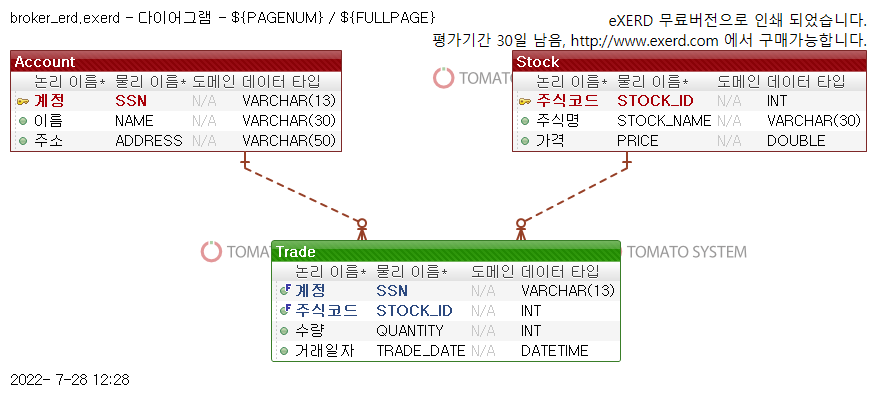 broker_erd.exerd - 다이어그램 - ${PAGENUM} / ${FULLPAGE}
eXERD 무료버전으로 인쇄 되었습니다.
평가기간 30일 남음, http://www.exerd.com 에서 구매가능합니다.
Account
논리 이름* 물리 이름* 도메인 데이터 타입
계정 SSN N/A VARCHAR(13)
이름 NAME N/A VARCHAR(30)
주소 ADDRESS N/A VARCHAR(50)
TOMATO
Stock
논리 이름* 물리 이름* 도메인 데이터 타입
주식코드 STOCK_ID N/A INT
주식명 STOCK_NAME N/A VARCHAR(30)
가격 PRICE N/A DOUBLE
TOMATO
TOMATO SYSTEM
Trade
논리 이름* 물리 이름* 도메인 데이터 타입
계정 SSN N/A VARCHAR(13)
주식코드 STOCK_ID N/A INT
수량 QUANTITY N/A INT
거래일자 TRADE_DATE N/A DATETIME
2022- 7-28 12:28